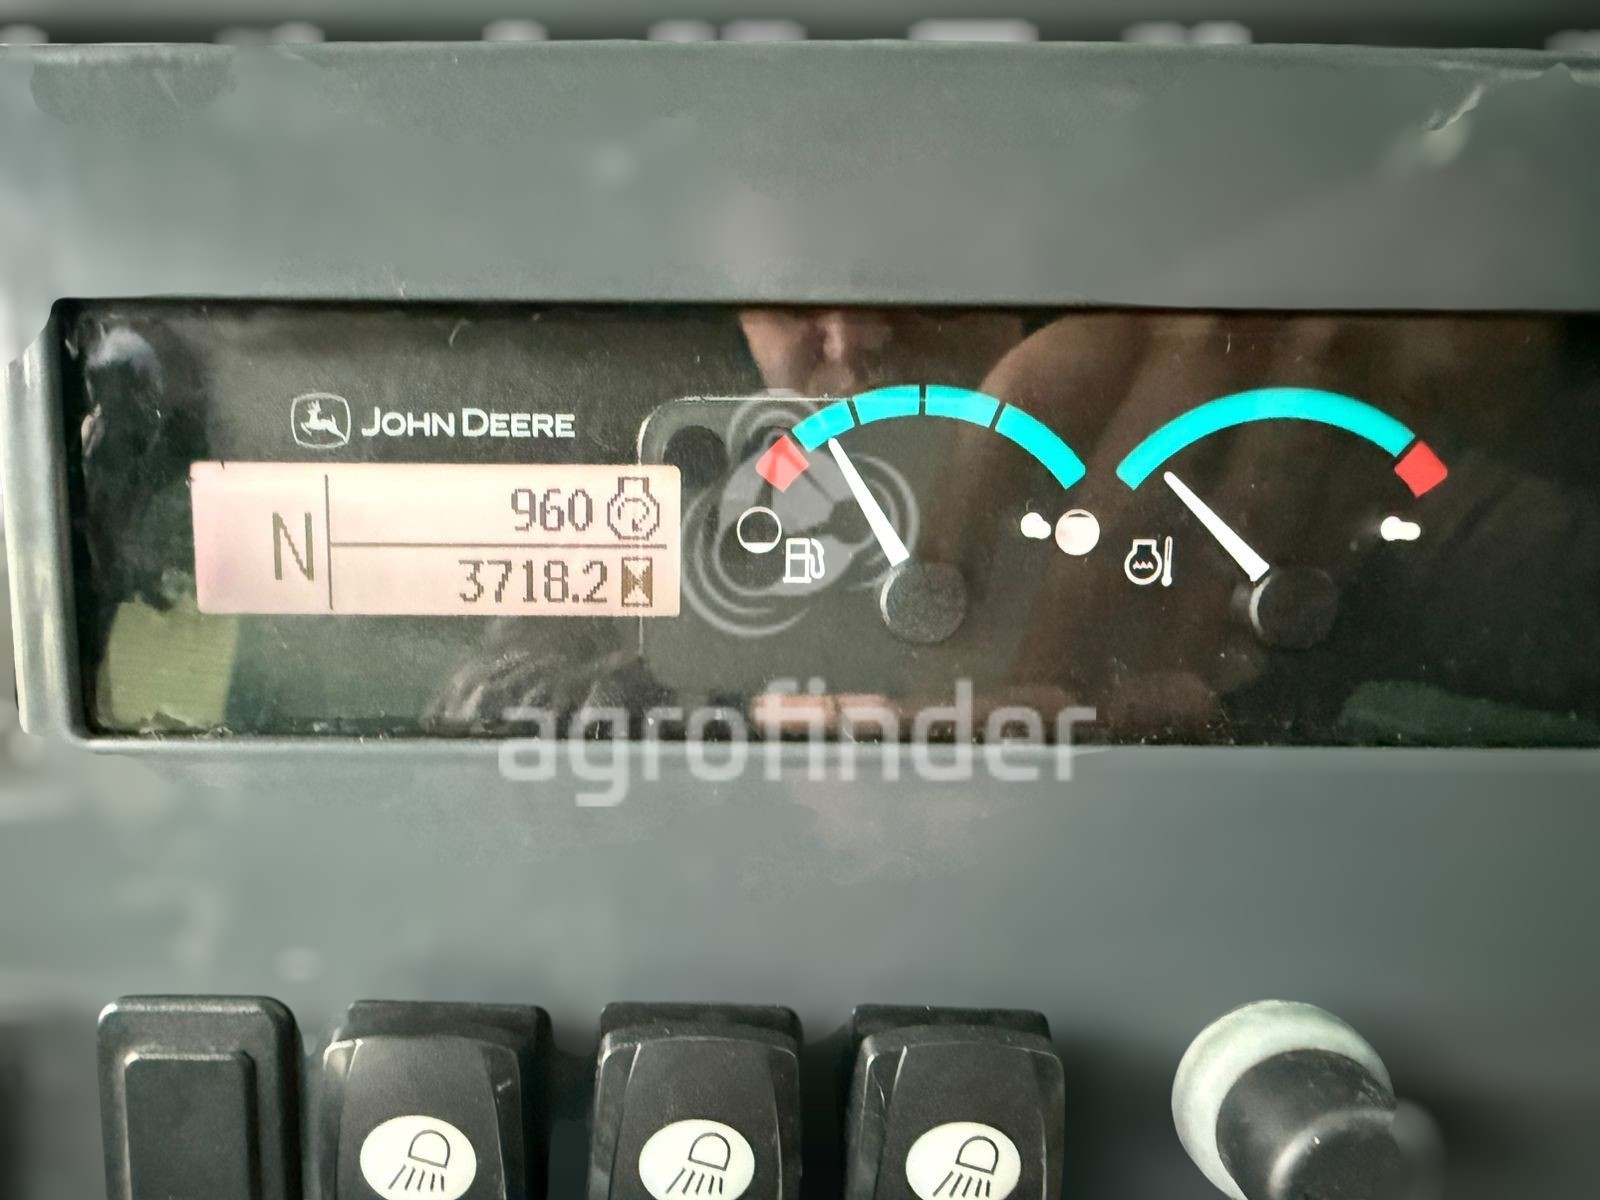 JOHN DEERE
N
960
3718.2
agrofinder